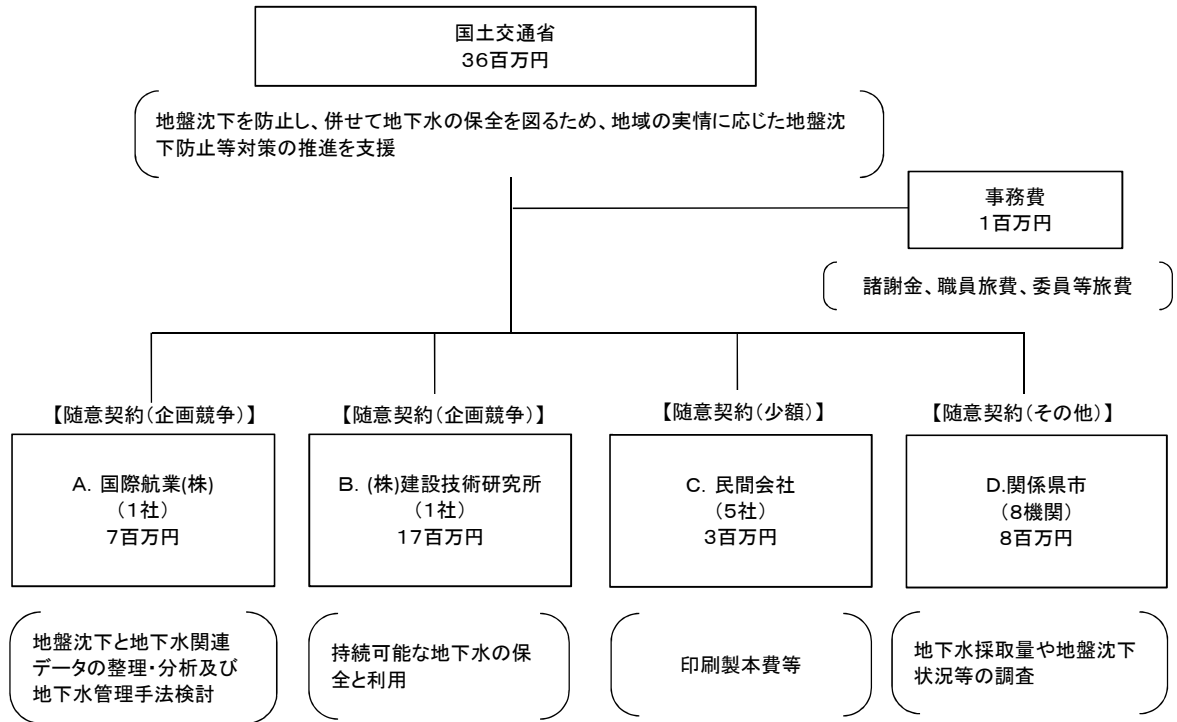 国土交通省
36百万円
地盤沈下を防止し、併せて地下水の保全を図るため、地域の実情に応じた地盤沈
下防止等対策の推進を支援
事務費
1百万円
諸謝金、職員旅費、委員等旅費
【随意契約(企画競争)】
A. 国際航業(株)
(1社)
7百万円
地盤沈下と地下水関連
データの整理・分析及び
地下水管理手法検討
【随意契約(企画競争)】
B. (株)建設技術研究所
(1社)
17百万円
持続可能な地下水の保
全と利用
【随意契約(少額)】
C. 民間会社
(5社)
3百万円
印刷製本費等
【随意契約(その他)】
D.関係県市
(8機関)
8百万円
地下水採取量や地盤沈下
状況等の調査